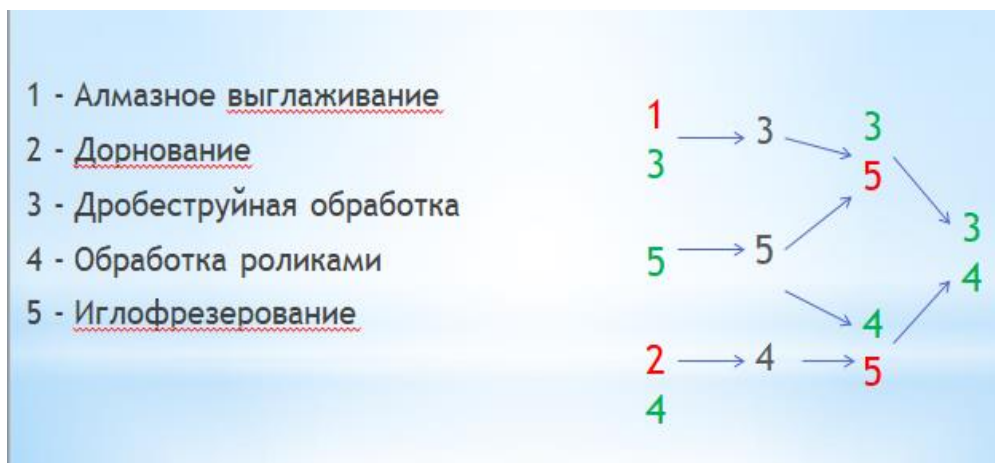 1 - Алмазное выглаживание
2 - Дорнование
3 - Дробеструйная обработка
4 - Обработка роликами
5 - Иглофрезерование
1
3
3
3
5
5
5
3
4
2
4
4
4
5